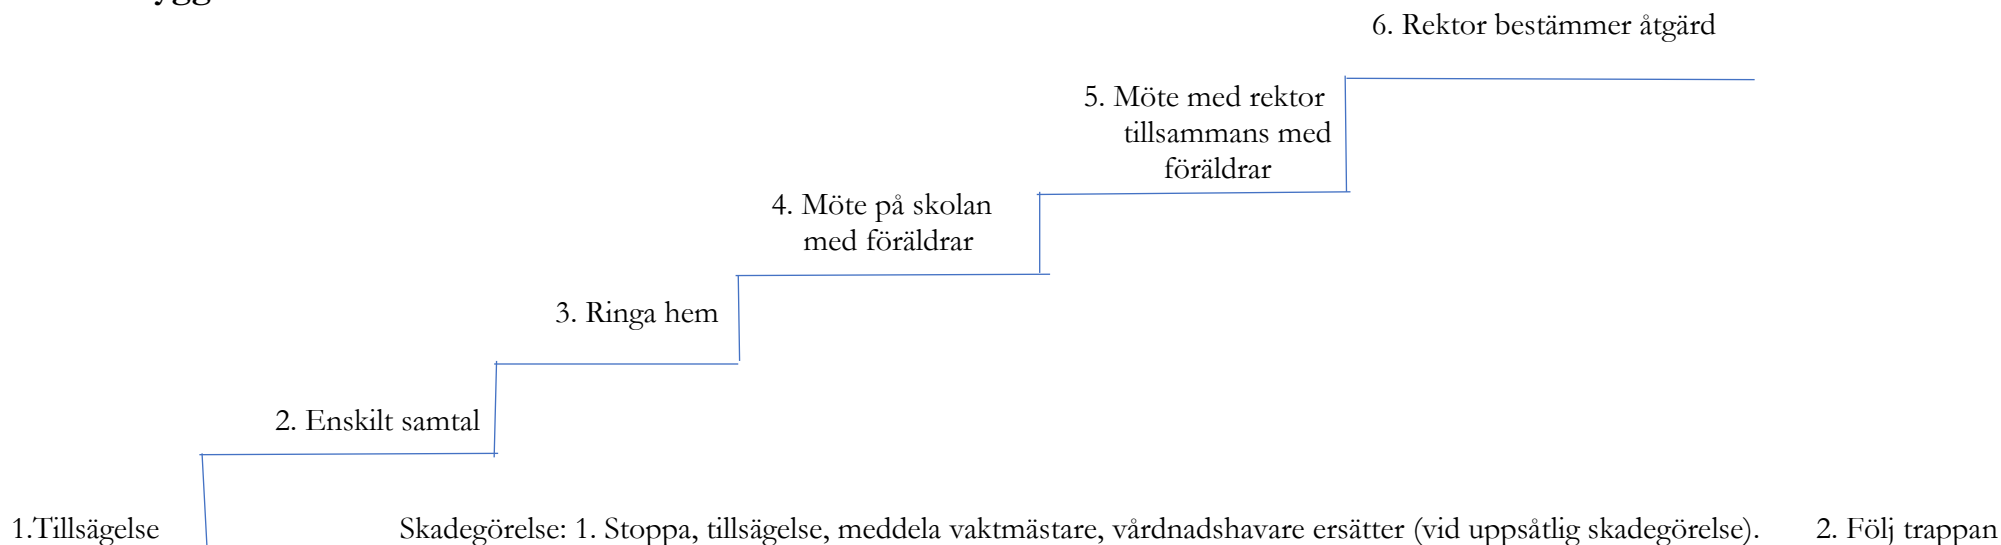 6. Rektor bestämmer åtgärd
5. Möte med rektor
tillsammans med
föräldrar
4. Möte på skolan
med föräldrar
3. Ringa hem
2. Enskilt samtal
1.Tillsägelse
Skadegörelse: 1. Stoppa, tillsägelse, meddela vaktmästare, vårdnadshavare ersätter (vid uppsåtlig skadegörelse). 2. Följ trappan